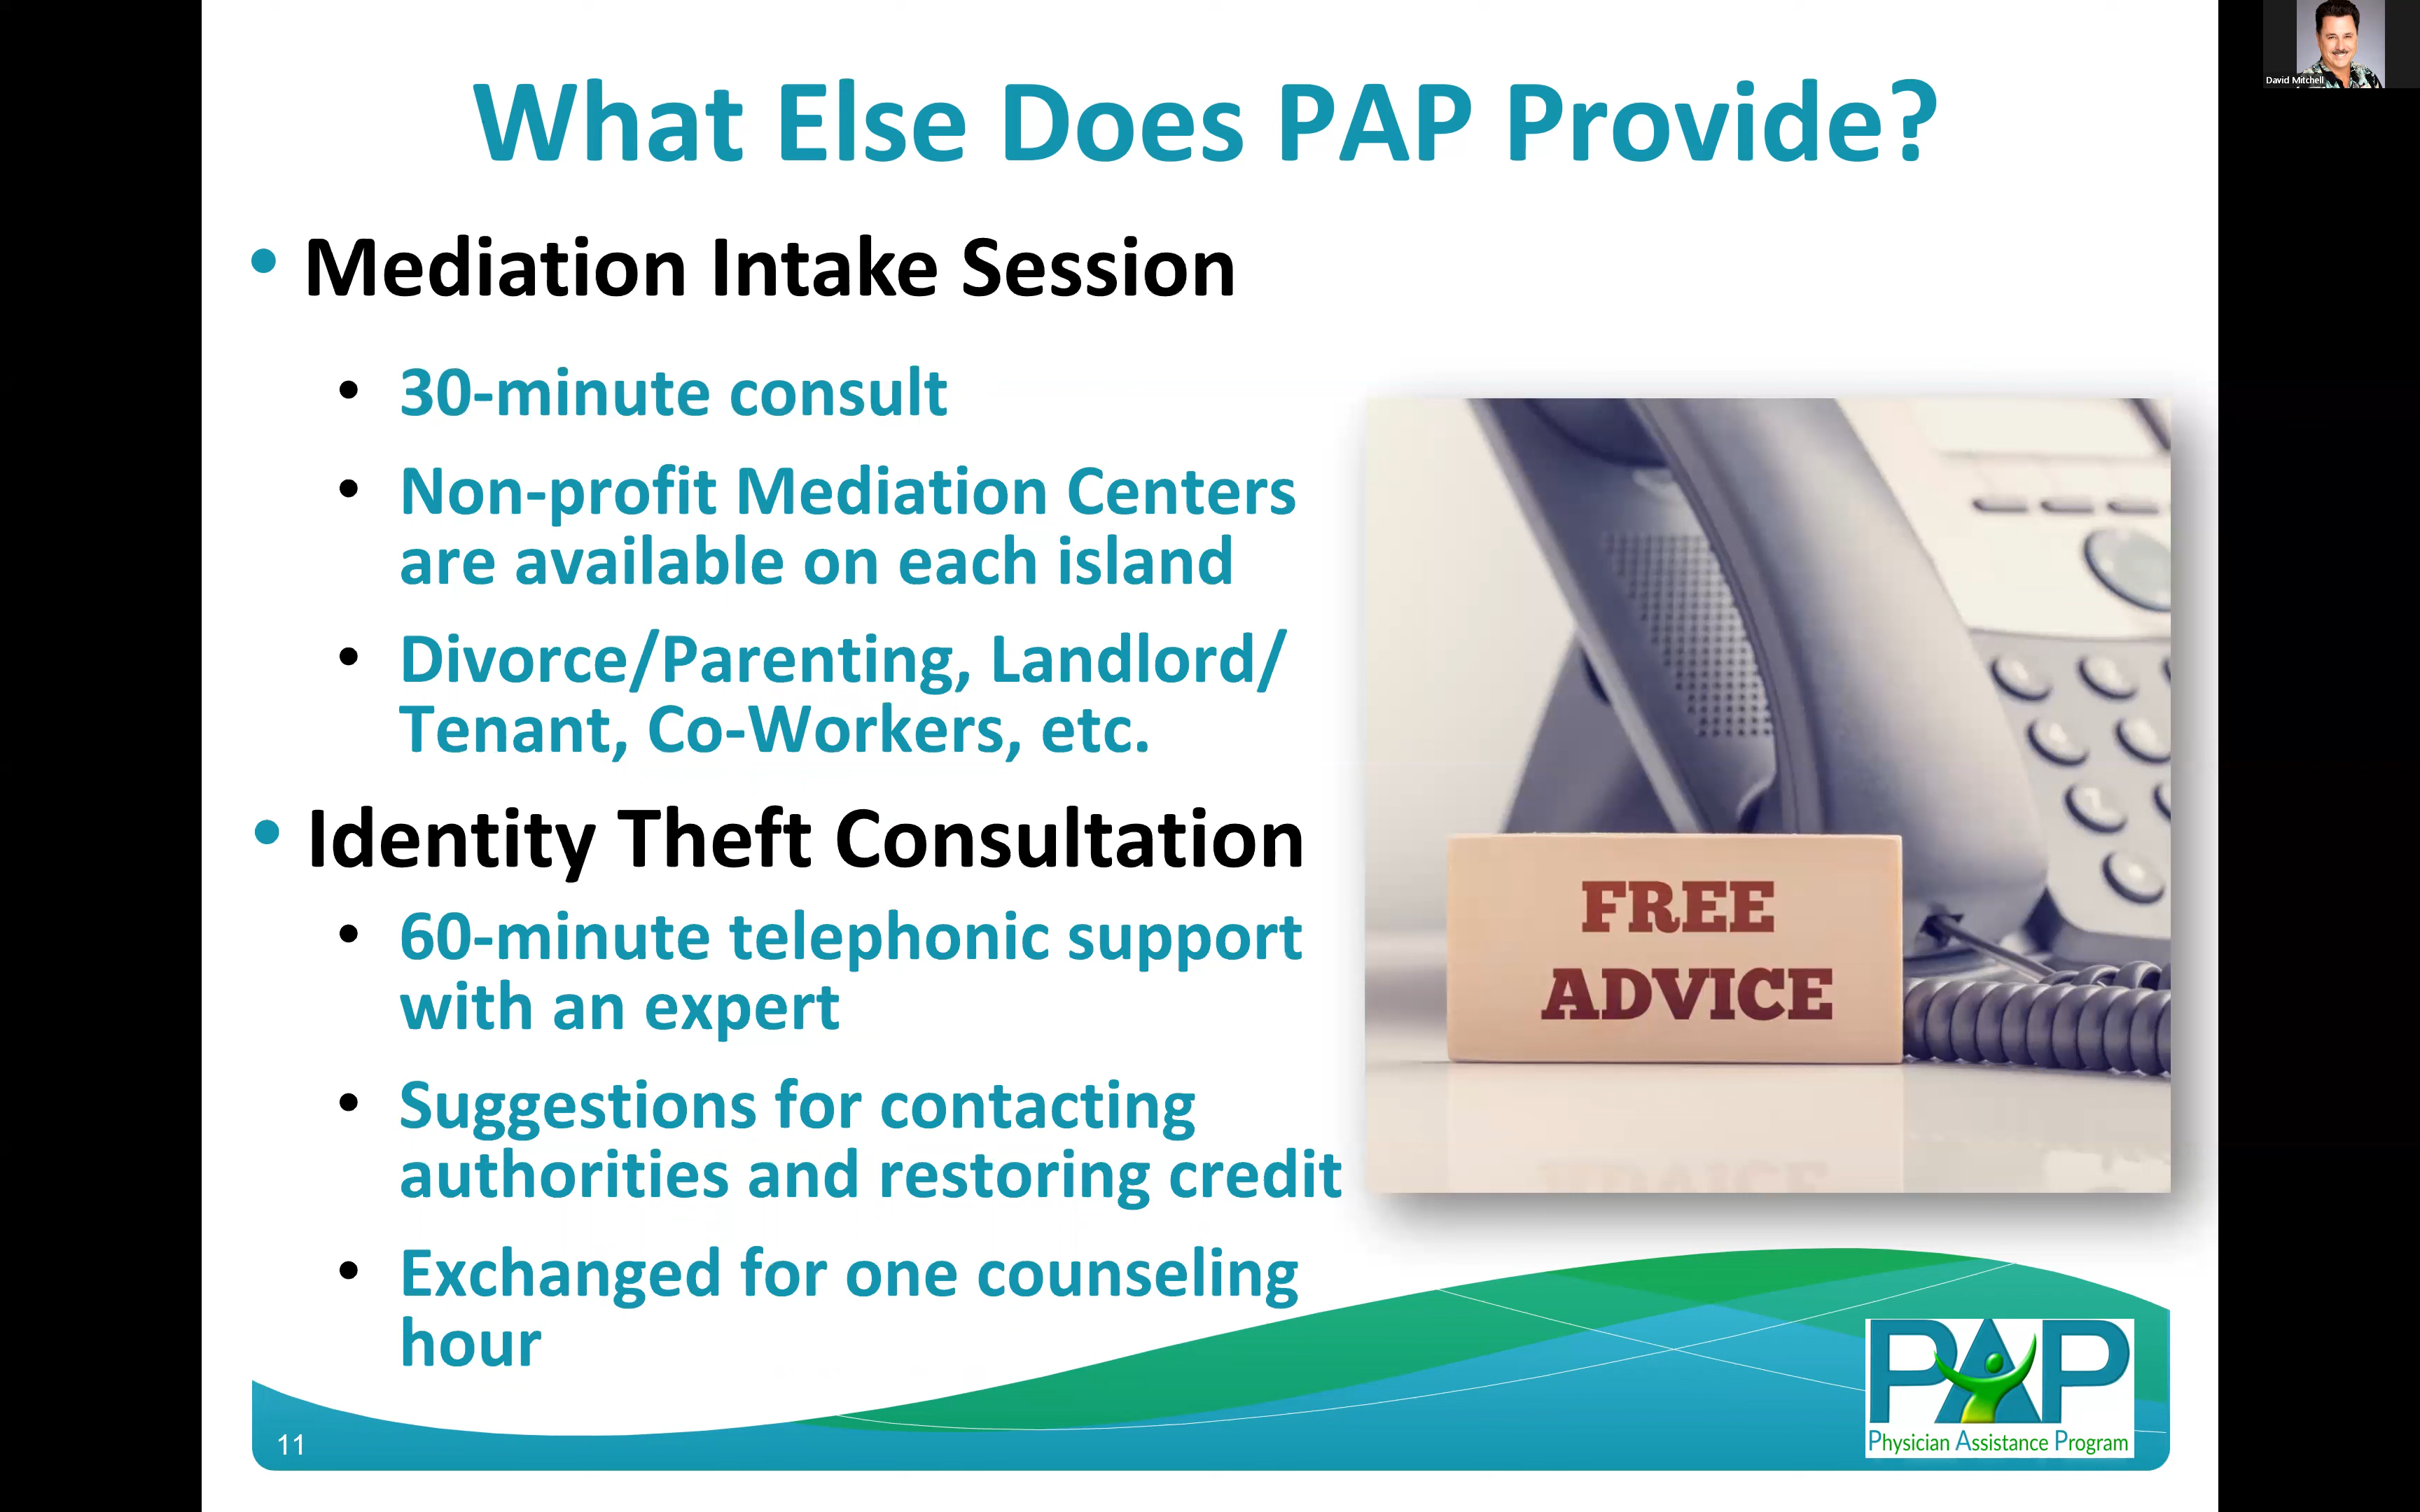 What Else Does PAP Provide?
David Mitchell
• Mediation Intake Session
• 30-minute consult
• Non-profit Mediation Centers
are available on each island
• Divorce/Parenting, Landlord/
Tenant, Co-Workers, etc.
• Identity Theft Consultation
• 60-minute telephonic support
with an expert
• Suggestions for contacting
authorities and restoring credit
• Exchanged for one counseling
hour
FREE
ADVICE
PAP
Physician Assistance Program
11